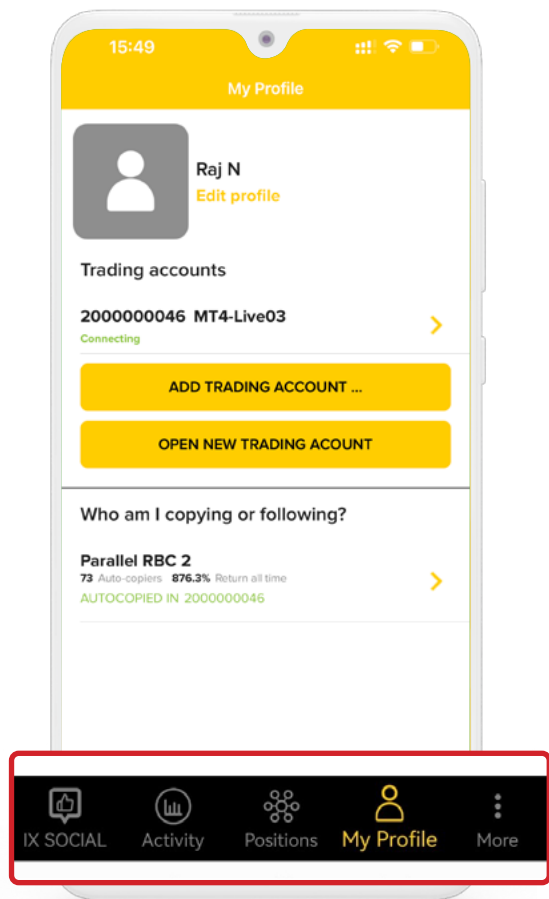 15:49
My Profile
Raj N
Edit profile
Trading accounts
2000000046 MT4-Live03
Connecting
ADD TRADING ACCOUNT ...
OPEN NEW TRADING ACOUNT
Who am I copying or following?
Parallel RBC 2
73 Auto-copiers 876.3% Return all time
AUTOCOPIED IN 2000000046
IX SOCIAL Activity Positions My Profile More